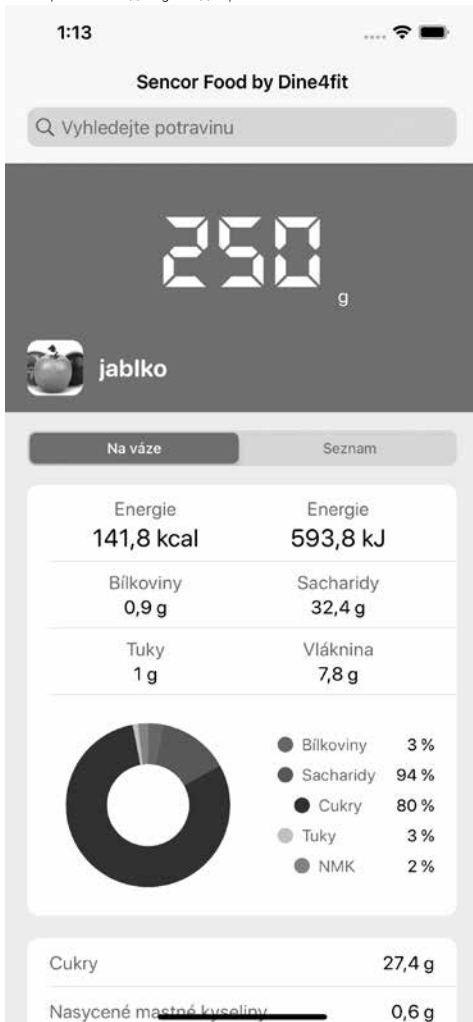 1:13
Sencor Food by Dine4fit
Vyhledejte potravinu
250
g
jablko
Na váze Seznam
Energie Energie
141,8 kcal 593,8 kJ
Bílkoviny Sacharidy
0,9 g 32,4 g
Tuky Vláknina
1 g 7,8 g
Bílkoviny 3 %
Sacharidy 94 %
Cukry 80 %
Tuky 3 %
NMK 2 %
Cukry 27,4 g
Nasycené mastné kyseliny 0,6 g